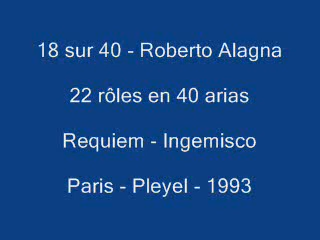 18 sur 40 - Roberto Alagna
22 rôles en 40 arias
Requiem - Ingemisco
Paris - Pleyel - 1993